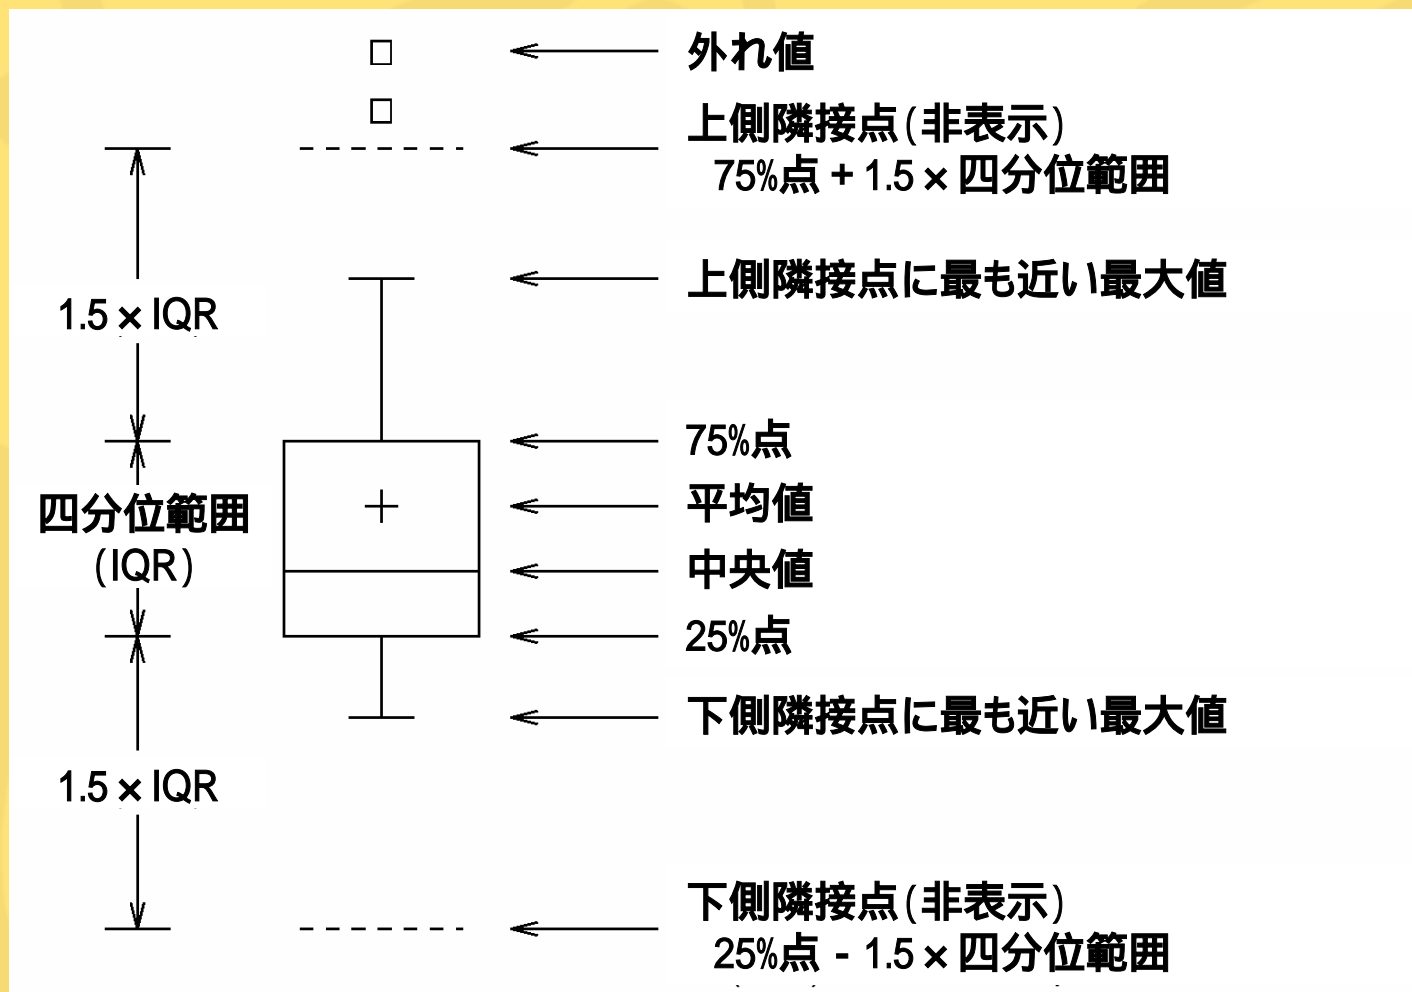 外れ値
上側隣接点(非表示)
75%点 + 1.5 × 四分位範囲
上側隣接点に最も近い最大値
1.5 × IQR
75%点
平均値
四分位範囲
(IQR)
中央値
25%点
下側隣接点に最も近い最大値
1.5 × IQR
下側隣接点(非表示)
25%点 - 1.5 × 四分位範囲